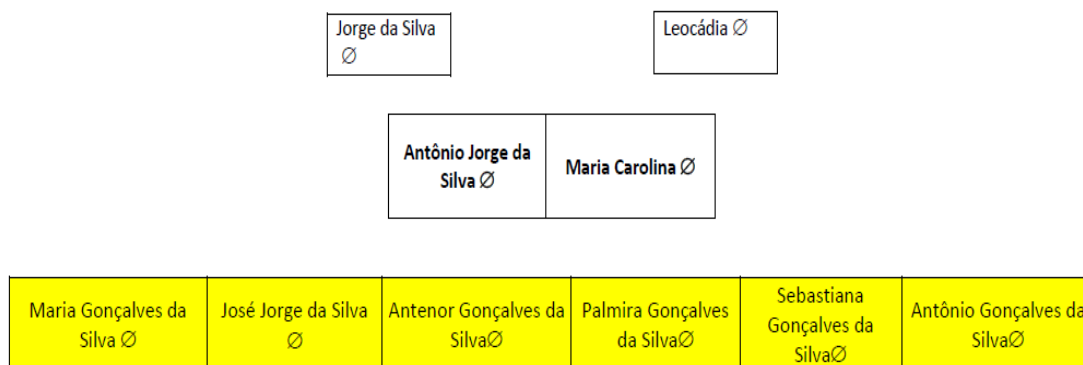 Jorge da Silva
∅
Leocádia ∅
Antônio Jorge da
Silva ∅
Maria Carolina ∅
Maria Gonçalves da
Silva ∅
José Jorge da Silva
∅
Antenor Gonçalves da
Silva∅
Palmira Gonçalves
da Silva∅
Sebastiana
Gonçalves da
Silva∅
Antônio Gonçalves da
Silva∅